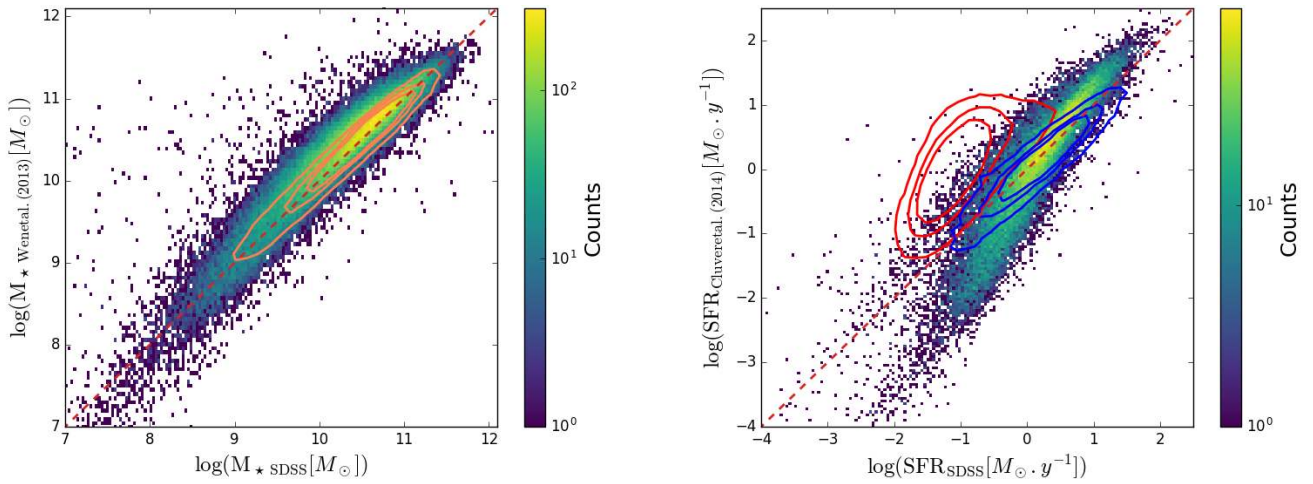 12
11
10
9
8
7
log(M⋆ Wenetal. (2013)[M⊙])
7 8 9 10 11 12
log(M⋆ SDSS[M⊙])
10²
10¹
10⁰
Counts
2
1
0
−1
−2
−3
−4
log(SFRCluveretal. (2014)[M⊙. y⁻¹])
−4 −3 −2 −1 0 1 2
log(SFRSDSS[M⊙. y⁻¹])
10¹
10⁰
Counts